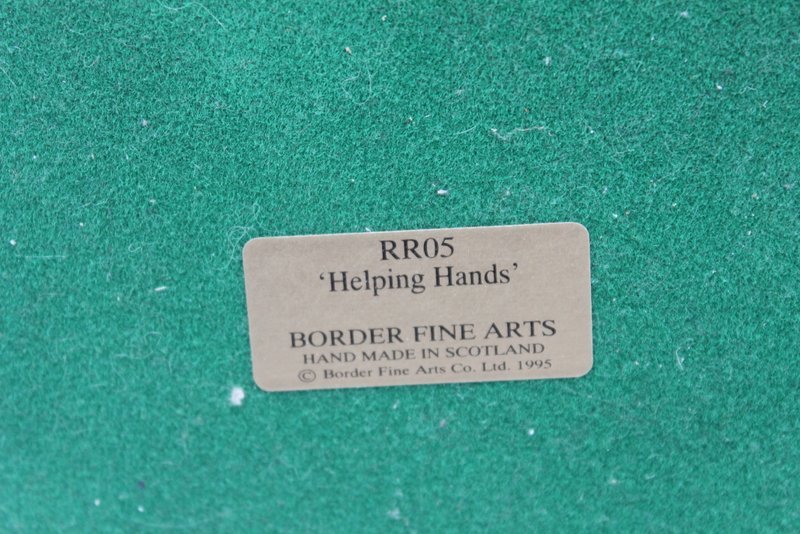 RR05
‘Helping Hands’
BORDER FINE ARTS
HAND MADE IN SCOTLAND
© Border Fine Arts Co. Ltd. 1995